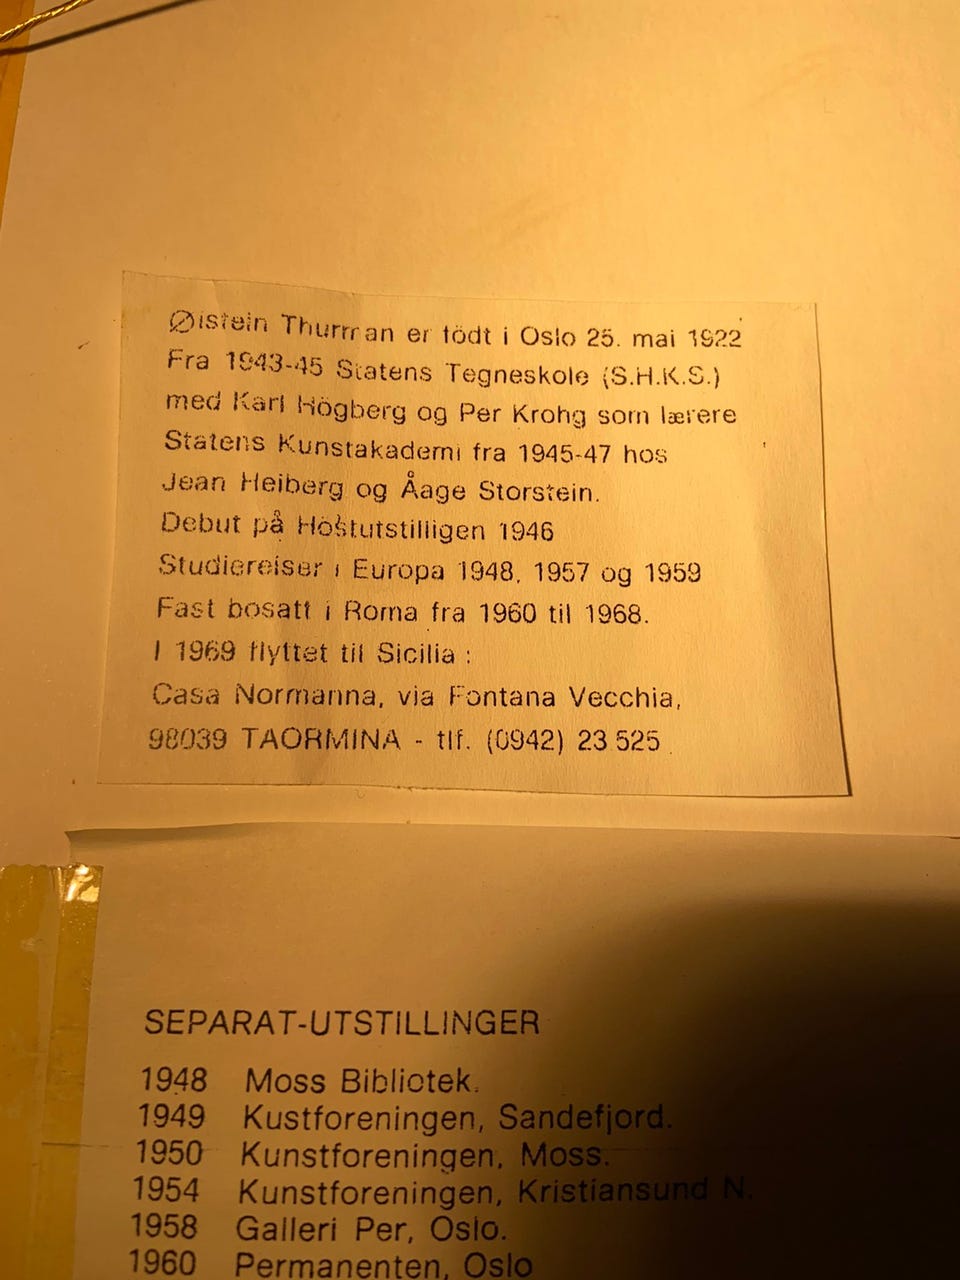 Øistein Thurman er födt i Oslo 25. mai 1922
Fra 1943-45 Statens Tegneskole (S.H.K.S.)
med Karl Högberg og Per Krohg som lærere
Statens Kunstakademi fra 1945-47 hos
Jean Heiberg og Åage Storstein.
Debut på Höstutstilligen 1946
Studiereiser i Europa 1948, 1957 og 1959
Fast bosatt i Roma fra 1960 til 1968.
I 1969 flyttet til Sicilia :
Casa Normanna, via Fontana Vecchia,
98039 TAORMINA - tlf. (0942) 23 525
SEPARAT-UTSTILLINGER
1948 Moss Bibliotek.
1949 Kustforeningen, Sandefjord.
1950 Kunstforeningen, Moss.
1954 Kunstforeningen, Kristiansund N.
1958 Galleri Per, Oslo.
1960 Permanenten, Oslo